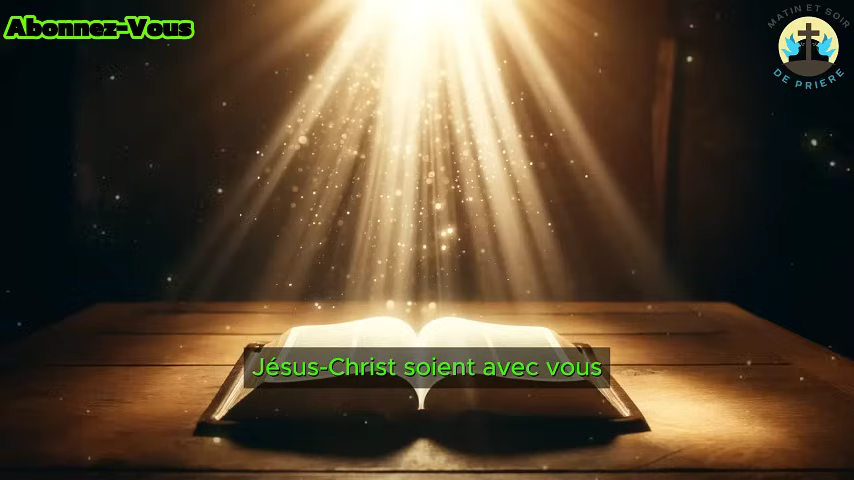 Abonnez-Vous
MATIN ET SOIR
DE PRIERE
Jésus-Christ soient avec vous